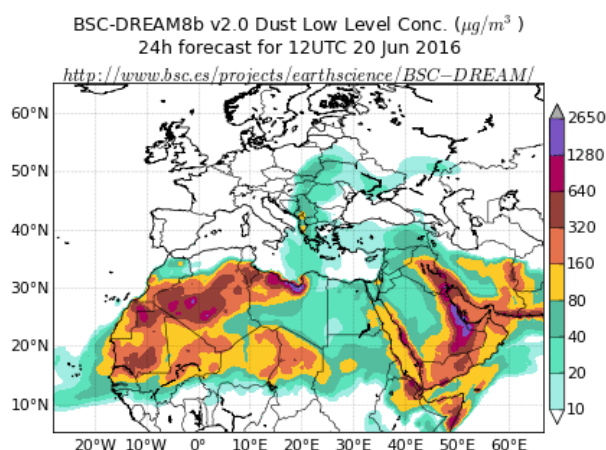 BSC-DREAM8b v2.0 Dust Low Level Conc. (μg/m³ )
24h forecast for 12UTC 20 Jun 2016
http://www.bsc.es/projects/earthscience/BSC−DREAM/
60°N
50°N
40°N
30°N
20°N
10°N
20°W 10°W 0° 10°E 20°E 30°E 40°E 50°E 60°E
2650
1280
640
320
160
80
40
20
10